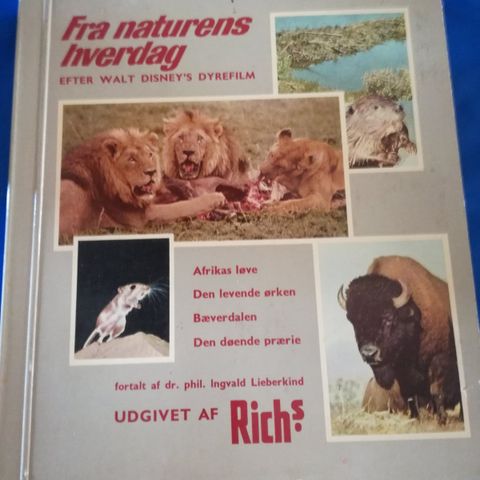 Fra naturens
hverdag
EFTER WALT DISNEY'S DYREFILM
Afrikas løve
Den levende ørken
Bæverdalen
Den døende prærie
fortalt af dr. phil. Ingvald Lieberkind
UDGIVET AF Rich's